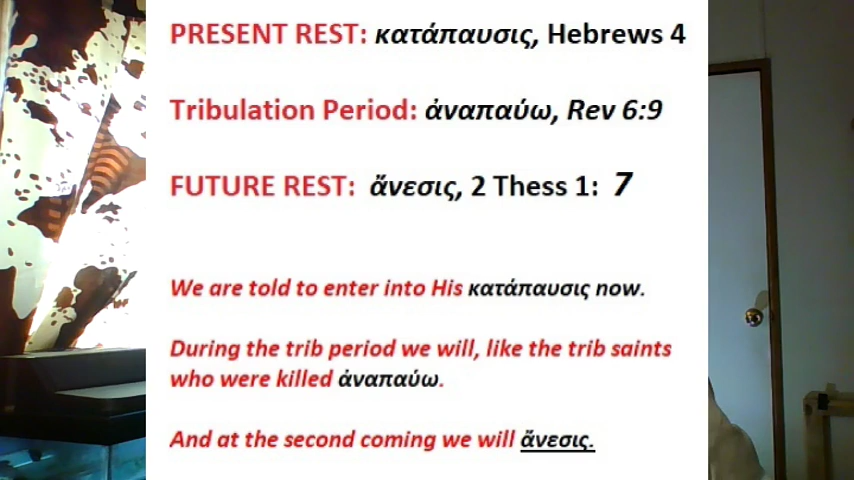 PRESENT REST: κατάπαυσις, Hebrews 4
Tribulation Period: ἀναπαύω, Rev 6:9
FUTURE REST: ἄνεσις, 2 Thess 1: 7
We are told to enter into His κατάπαυσις now.
During the trib period we will, like the trib saints
who were killed ἀναπαύω.
And at the second coming we will ἄνεσις.